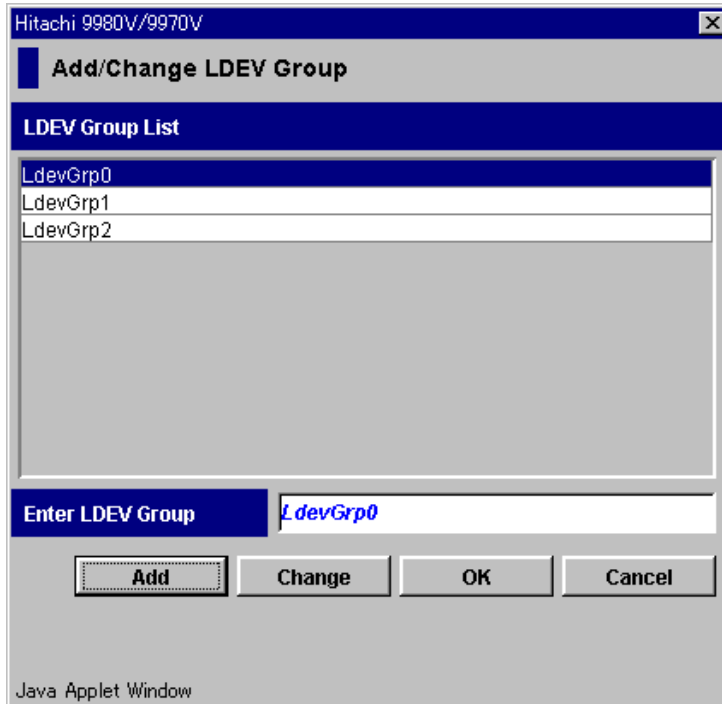 Hitachi 9980V/9970V
Add/Change LDEV Group
LDEV Group List
LdevGrp0
LdevGrp1
LdevGrp2
Enter LDEV Group LdevGrp0
Add Change OK Cancel
Java Applet Window